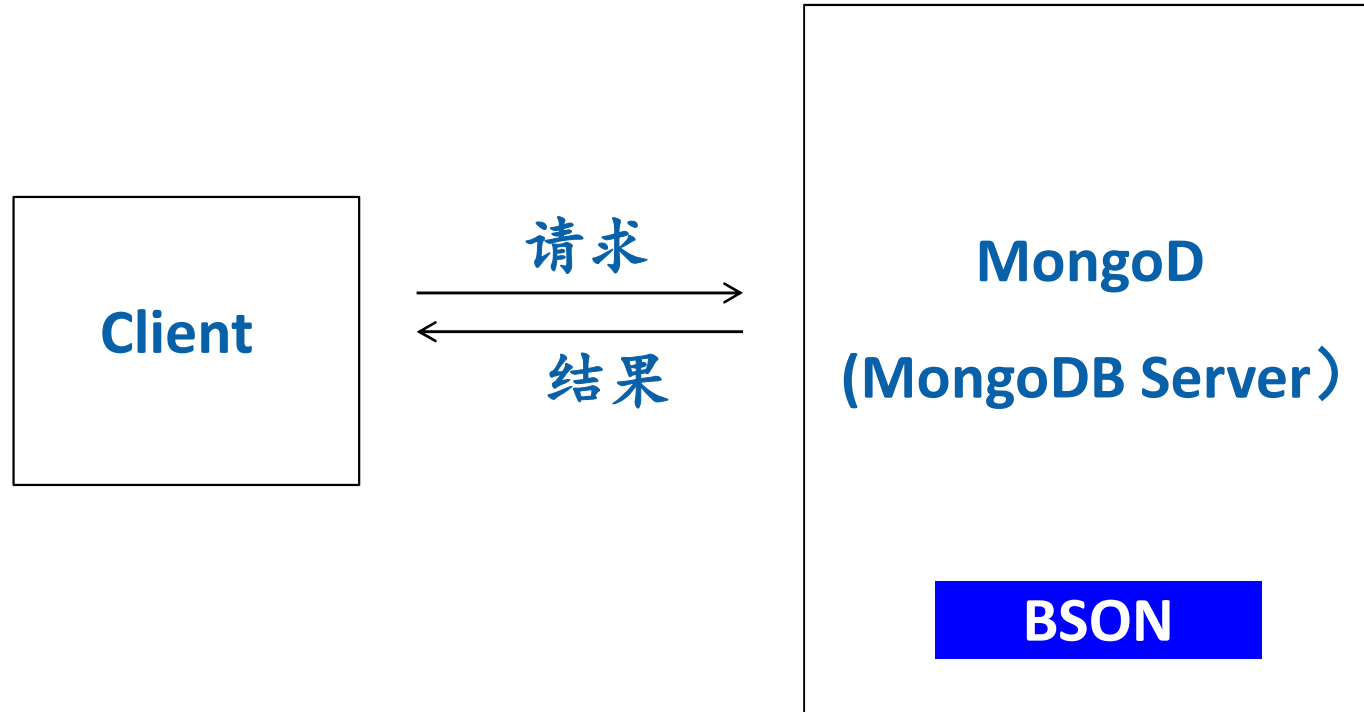 请求
Client
结果
MongoD
(MongoDB Server）
BSON